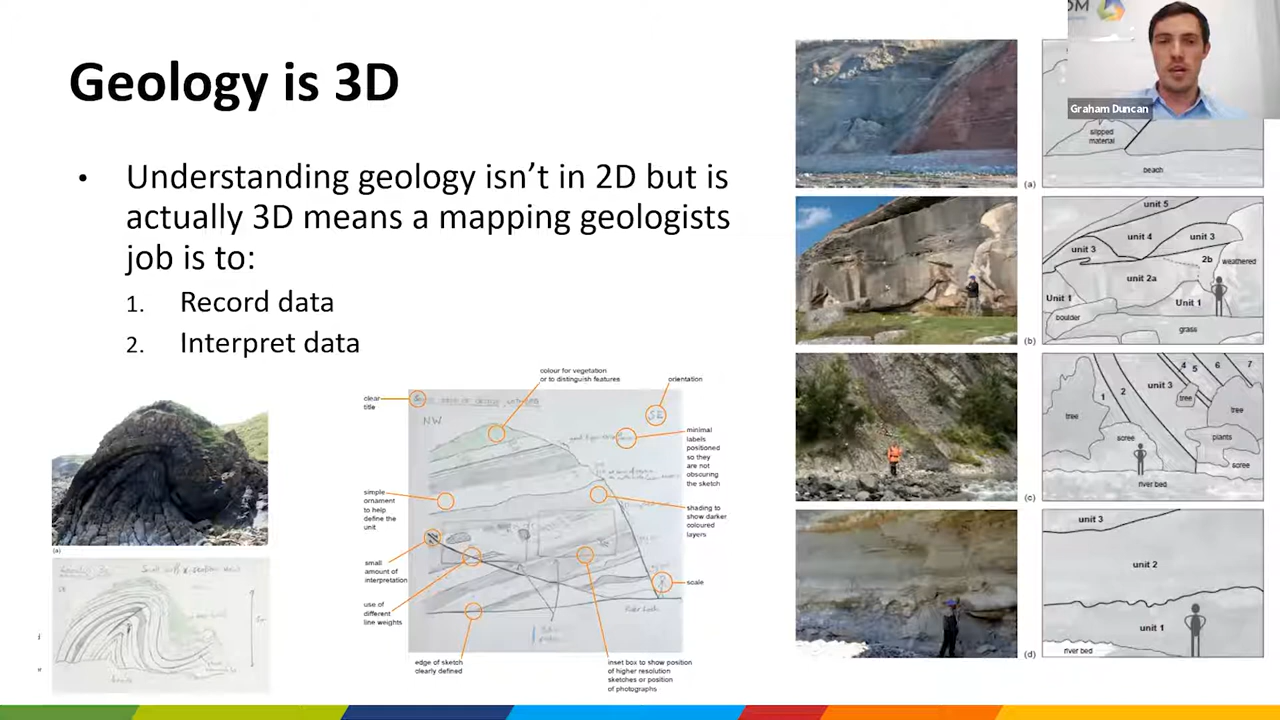 Geology is 3D
• Understanding geology isn't in 2D but is
actually 3D means a mapping geologists
job is to:
1. Record data
2. Interpret data
(a)
clear
title
colour for vegetation
or to distinguish features
orientation
NW
SE
minimal
labels
positioned
so they
are not
obscuring
the sketch
simple
ornament
to help
define the
unit
shading to
show darker
coloured
layers
small
amount of
interpretation
scale
use of
different
line weights
edge of sketch
clearly defined
inset box to show position
of higher resolution
sketches or position
of photographs
DM
Graham Duncan
(a)
slipped
material
beach
(b)
unit 5
unit 4
unit 3
unit 3
2b
weathered
unit 2a
Unit 1
Unit 1
boulder
grass
(c)
1
2
unit 3
4
5
6
7
tree
tree
tree
scree
plants
scree
river bed
(d)
unit 3
unit 2
unit 1
river bed